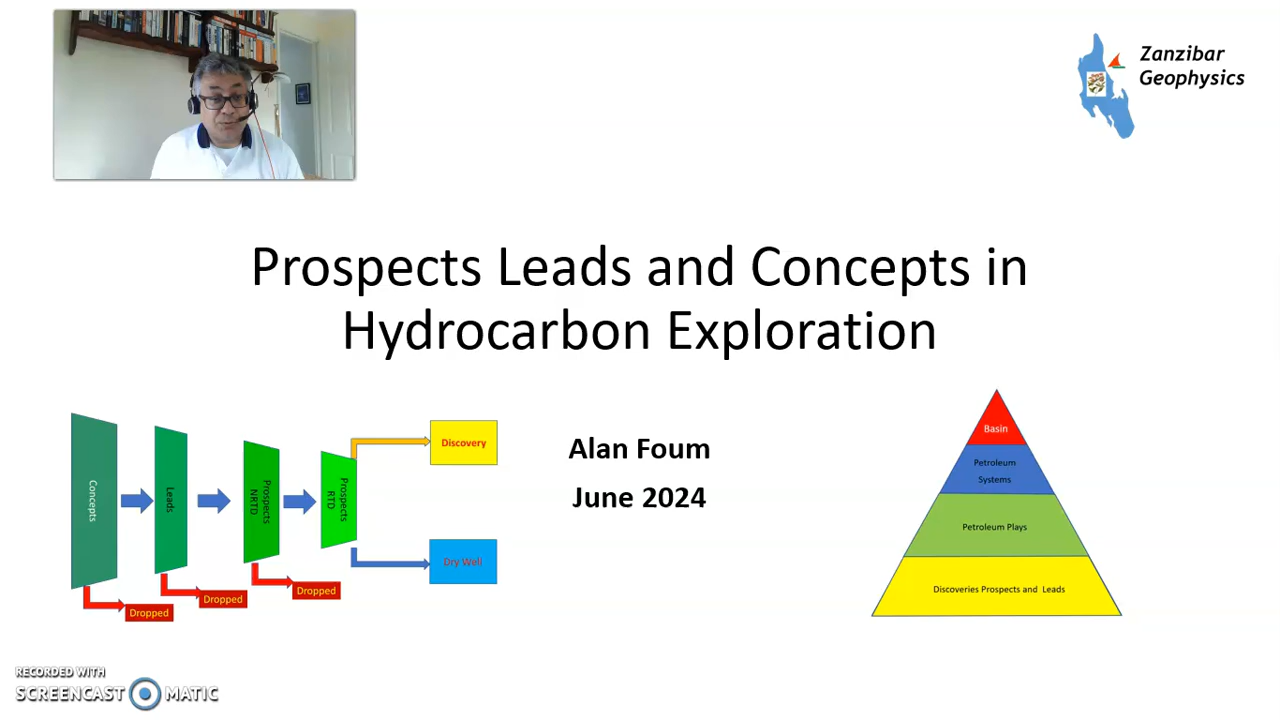 Zanzibar
Geophysics
Prospects Leads and Concepts in
Hydrocarbon Exploration
Alan Foum
June 2024
Concepts
Leads
Prospects
NRTD
Prospects
RTD
Discovery
Dry Well
Dropped
Dropped
Dropped
Basin
Petroleum
Systems
Petroleum Plays
Discoveries Prospects and Leads
RECORDED WITH
SCREENCAST MATIC